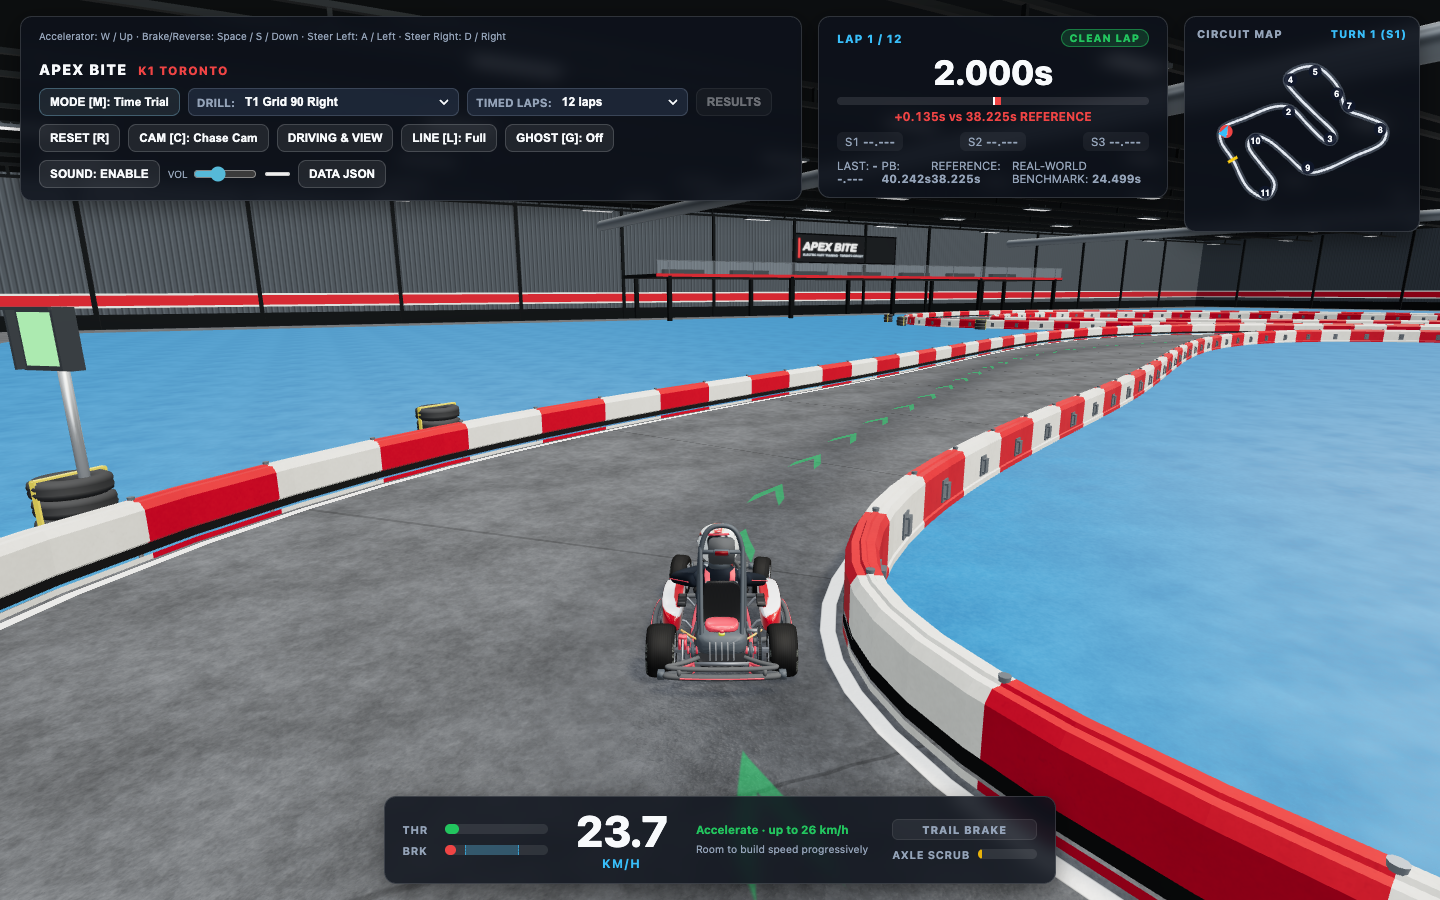 Accelerator: W / Up · Brake/Reverse: Space / S / Down · Steer Left: A / Left · Steer Right: D / Right
APEX BITE K1 TORONTO
MODE [M]: Time Trial DRILL: T1 Grid 90 Right TIMED LAPS: 12 laps RESULTS
RESET [R] CAM [C]: Chase Cam DRIVING & VIEW LINE [L]: Full GHOST [G]: Off
SOUND: ENABLE VOL DATA JSON
LAP 1 / 12 CLEAN LAP
2.000s
+0.135s vs 38.225s REFERENCE
S1 --.--- S2 --.--- S3 --.---
LAST: --.--- PB: 40.242s REFERENCE: 38.225s REAL-WORLD BENCHMARK: 24.499s
CIRCUIT MAP TURN 1 (S1)
5
4
6
7
2
8
10
3
9
11
APEX BITE
THR
BRK
23.7
KM/H
Accelerate · up to 26 km/h
Room to build speed progressively
TRAIL BRAKE
AXLE SCRUB